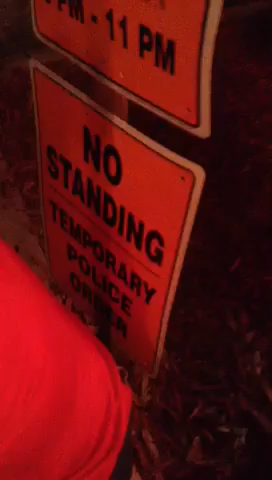 PM - 11 PM
NO
STANDING
TEMPORARY
POLICE
ORDER